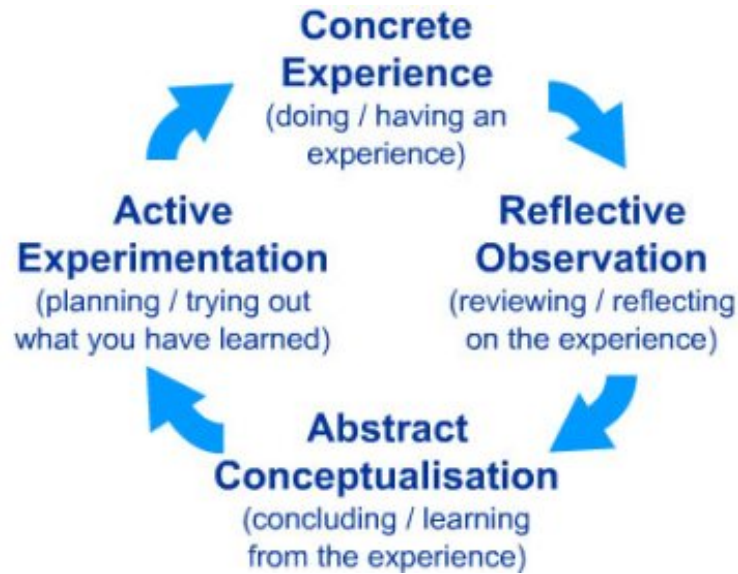 Concrete
Experience
(doing / having an
experience)
Reflective
Observation
(reviewing / reflecting
on the experience)
Abstract
Conceptualisation
(concluding / learning
from the experience)
Active
Experimentation
(planning / trying out
what you have learned)